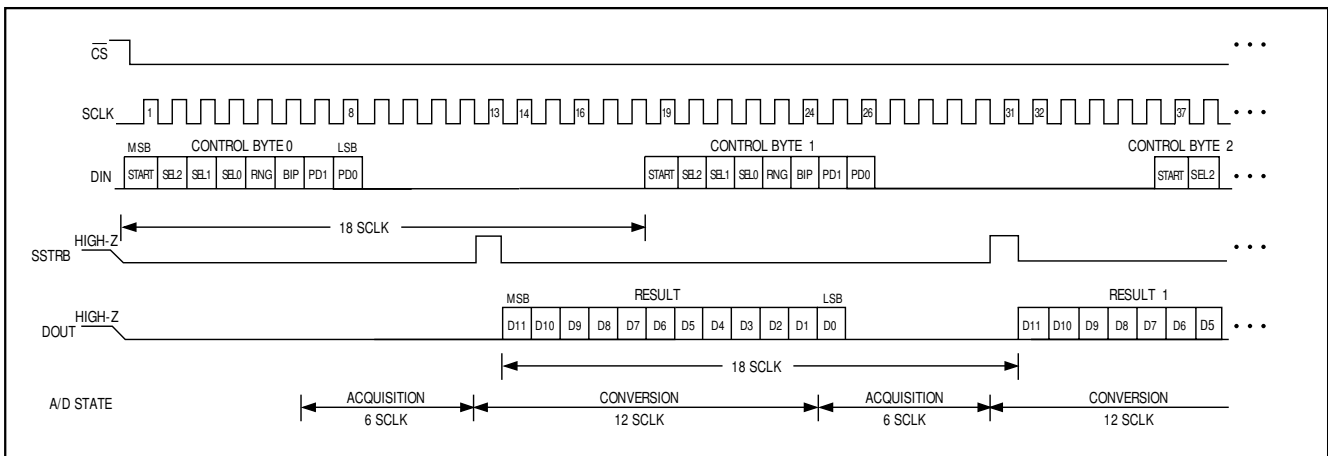 CS
SCLK 1 8 13 14 16 19 24 26 31 32 37
MSB CONTROL BYTE 0 LSB CONTROL BYTE 1 CONTROL BYTE 2
DIN START SEL2 SEL1 SEL0 RNG BIP PD1 PD0 START SEL2 SEL1 SEL0 RNG BIP PD1 PD0 START SEL2
18 SCLK
HIGH-Z
SSTRB
MSB RESULT LSB RESULT 1
HIGH-Z
DOUT D11 D10 D9 D8 D7 D6 D5 D4 D3 D2 D1 D0 D11 D10 D9 D8 D7 D6 D5
18 SCLK
A/D STATE ACQUISITION CONVERSION ACQUISITION CONVERSION
6 SCLK 12 SCLK 6 SCLK 12 SCLK